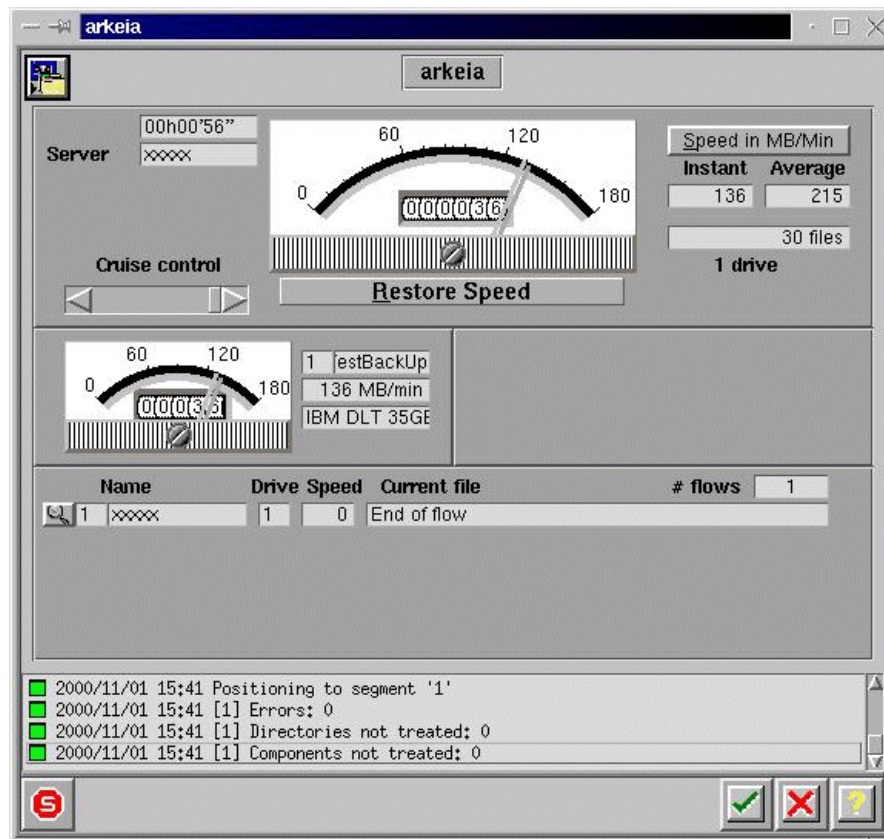 arkeia
arkeia
00h00'56"
Server xxxxx
Cruise control
0 60 120 180
000036
Restore Speed
Speed in MB/Min
Instant Average
136 215
30 files
1 drive
0 60 120 180
00036
1 TestBackUp
136 MB/min
IBM DLT 35GB
Name Drive Speed Current file # flows 1
1 xxxxx 1 0 End of flow
2000/11/01 15:41 Positioning to segment '1'
2000/11/01 15:41 [1] Errors: 0
2000/11/01 15:41 [1] Directories not treated: 0
2000/11/01 15:41 [1] Components not treated: 0
S
?